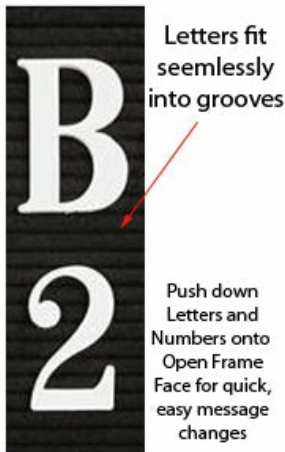 B
2
Letters fit
seemlessly
into grooves
Push down
Letters and
Numbers onto
Open Frame
Face for quick,
easy message
changes